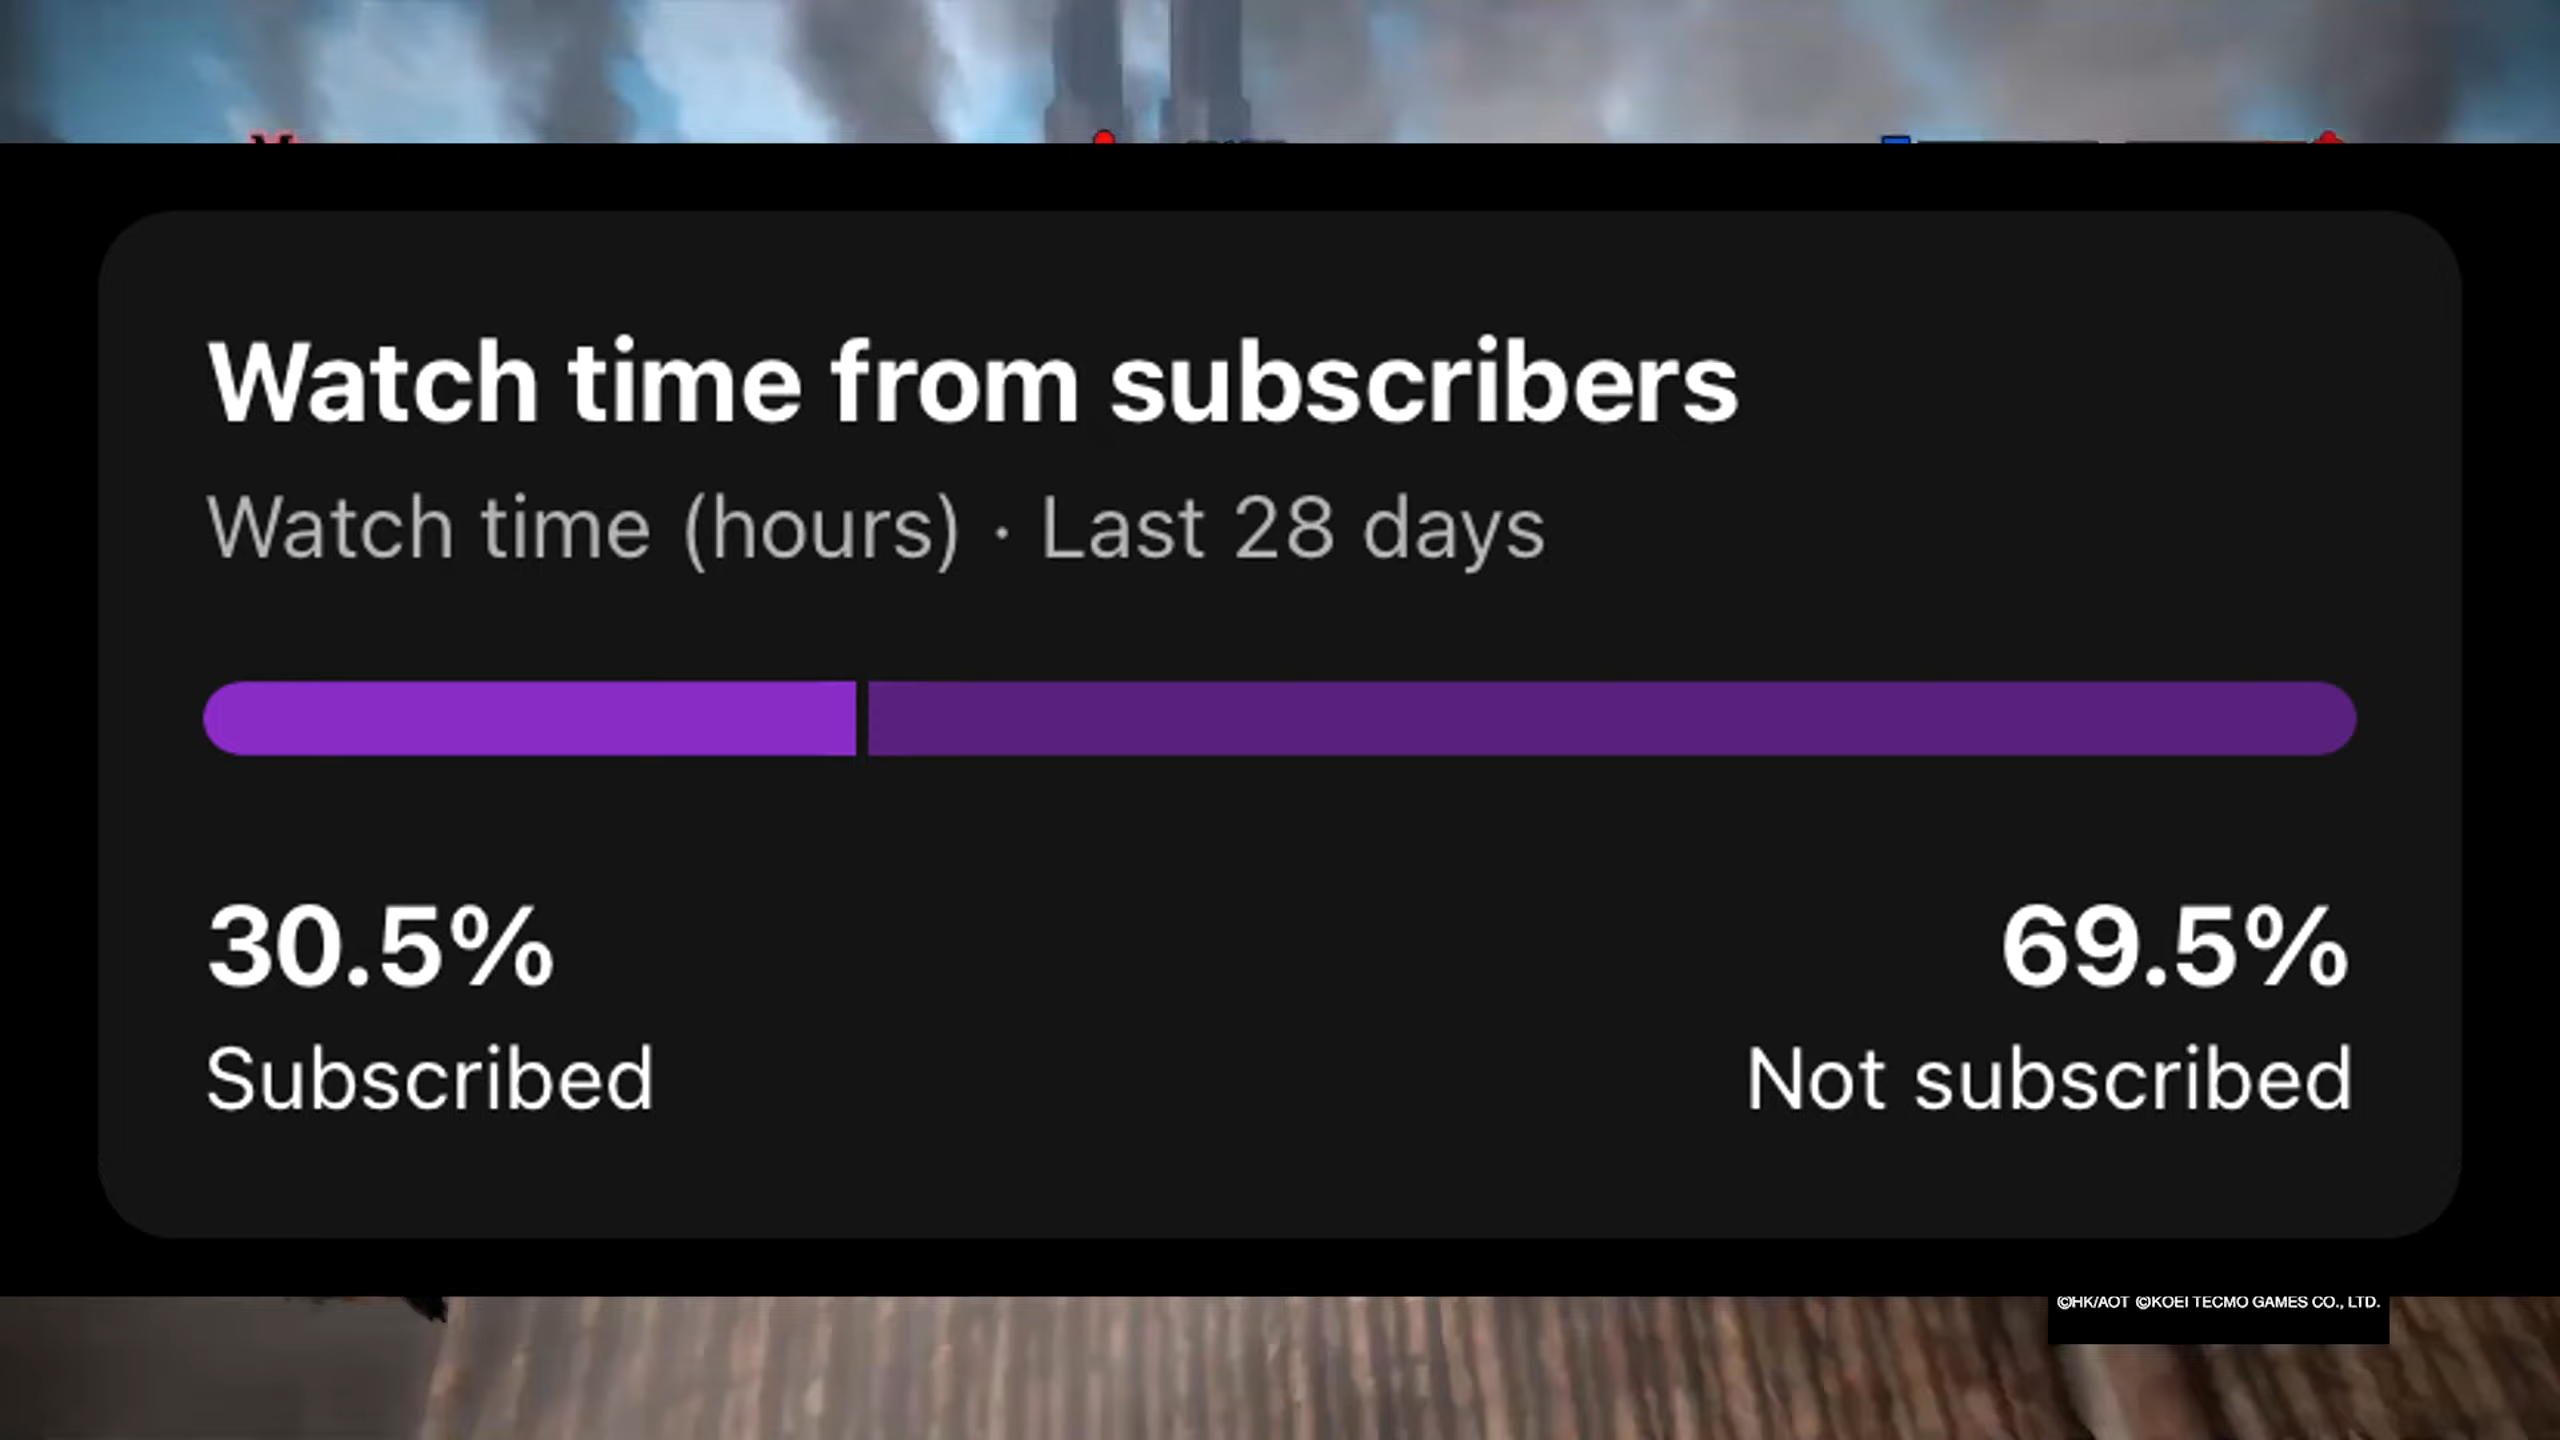 Watch time from subscribers
Watch time (hours) · Last 28 days
30.5%
69.5%
Subscribed
Not subscribed
©HK/AOT ©KOEI TECMO GAMES CO., LTD.